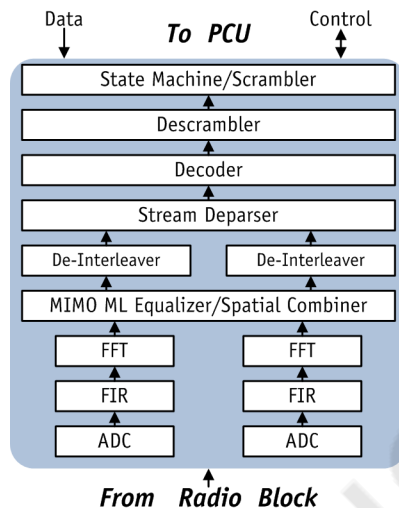 Data To PCU Control
State Machine/Scrambler
Descrambler
Decoder
Stream Deparser
De-Interleaver De-Interleaver
MIMO ML Equalizer/Spatial Combiner
FFT FFT
FIR FIR
ADC ADC
From Radio Block